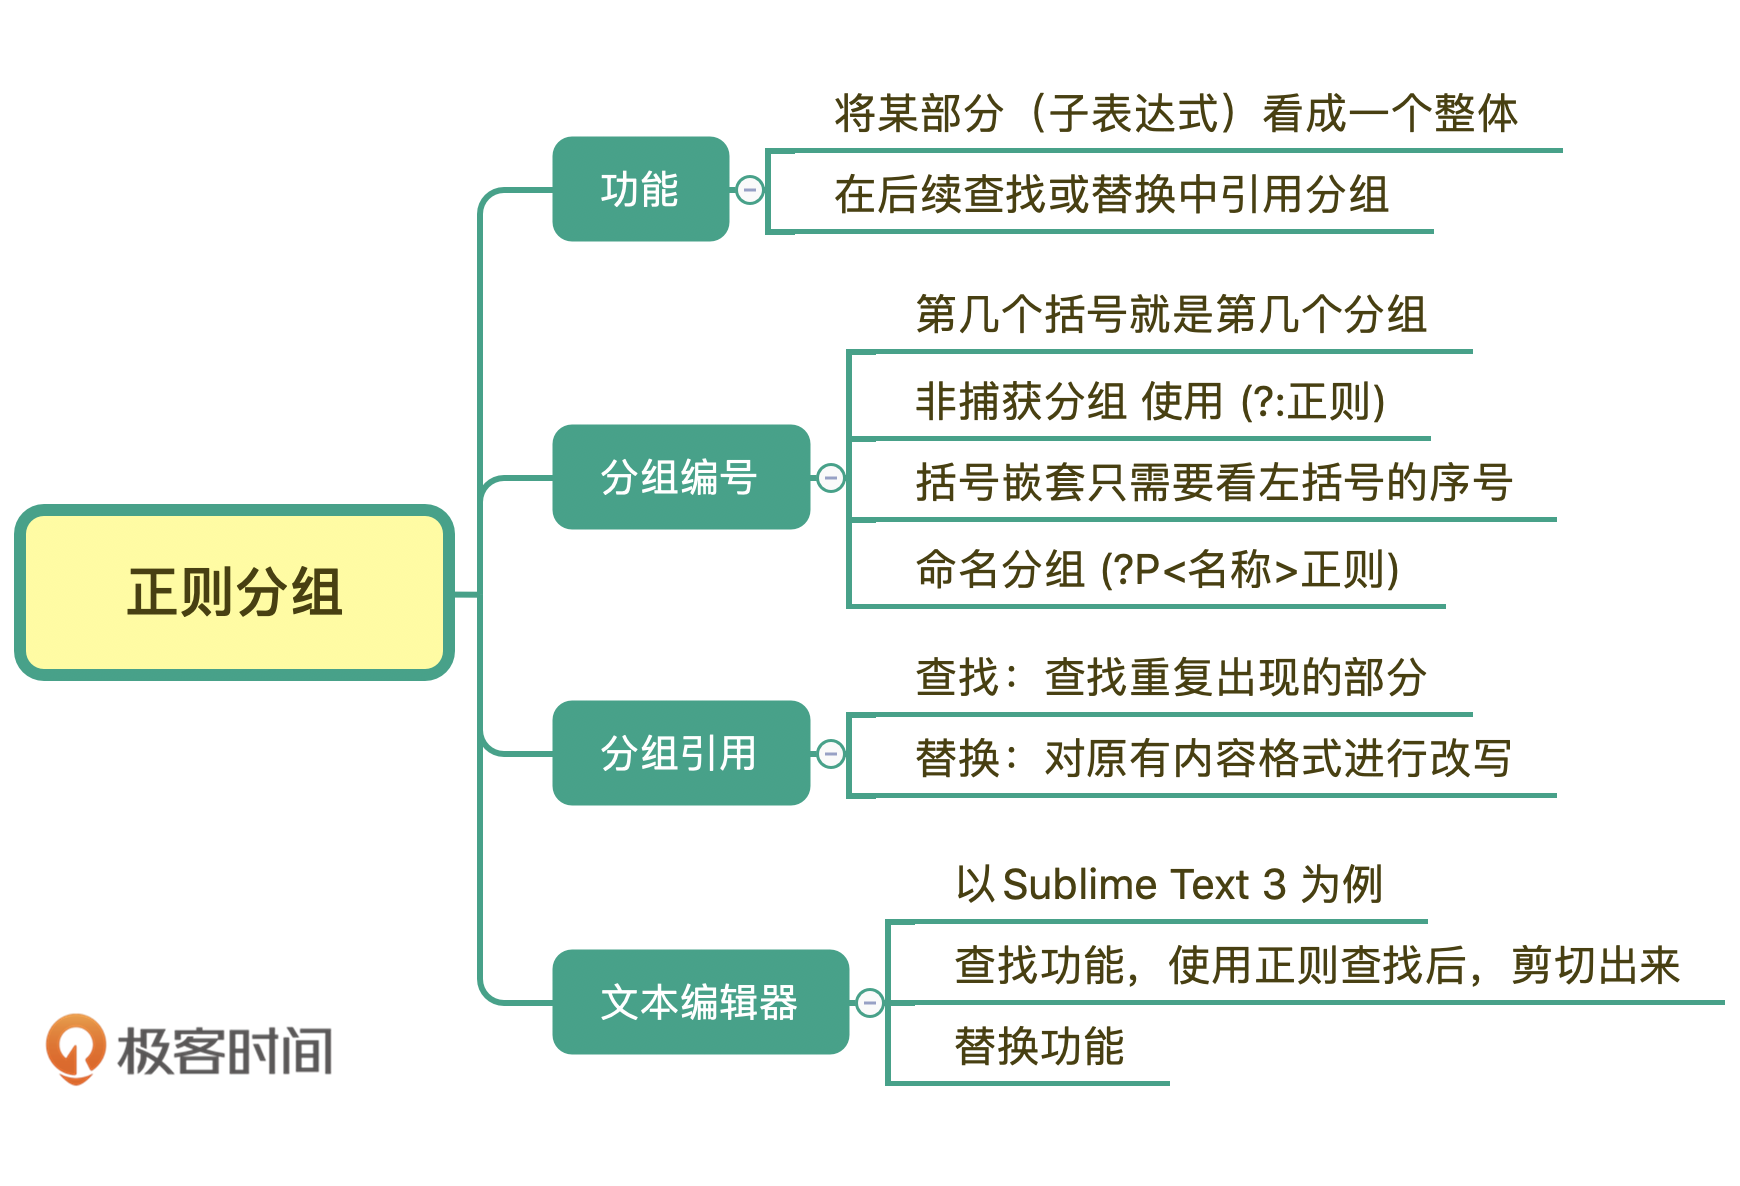 正则分组
功能
将某部分（子表达式）看成一个整体
在后续查找或替换中引用分组
分组编号
第几个括号就是第几个分组
非捕获分组 使用 (?:正则)
括号嵌套只需要看左括号的序号
命名分组 (?P<名称>正则)
分组引用
查找：查找重复出现的部分
替换：对原有内容格式进行改写
文本编辑器
以 Sublime Text 3 为例
查找功能，使用正则查找后，剪切出来
替换功能
极客时间